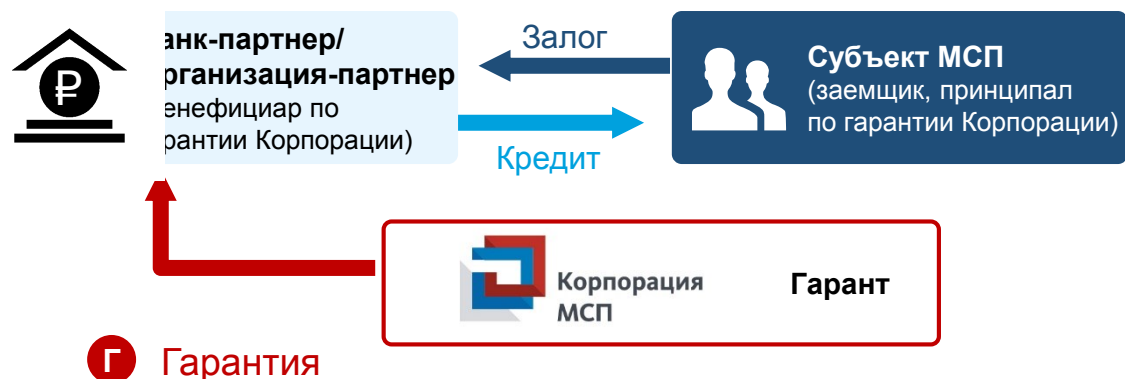 анк-партнер/
рганизация-партнер
енефициар по
рантии Корпорации)
Залог
Кредит
Субъект МСП
(заемщик, принципал
по гарантии Корпорации)
₽
Корпорация
МСП
Гарант
Г Гарантия